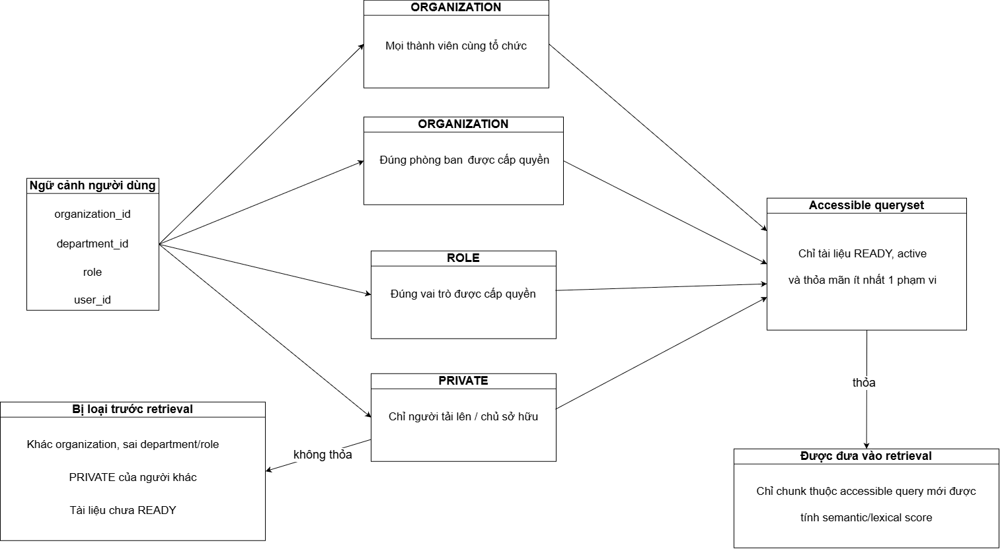 ORGANIZATION
Mọi thành viên cùng tổ chức
ORGANIZATION
Đúng phòng ban được cấp quyền
Ngữ cảnh người dùng
organization_id
department_id
role
user_id
ROLE
Đúng vai trò được cấp quyền
PRIVATE
Chỉ người tải lên / chủ sở hữu
Accessible queryset
Chỉ tài liệu READY, active
và thỏa mãn ít nhất 1 phạm vi
không thỏa
thỏa
Bị loại trước retrieval
Khác organization, sai department/role
PRIVATE của người khác
Tài liệu chưa READY
Được đưa vào retrieval
Chỉ chunk thuộc accessible query mới được
tính semantic/lexical score